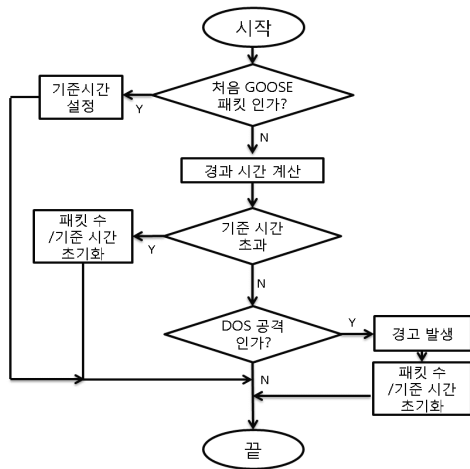 시작
처음 GOOSE
패킷 인가?
Y
기준시간
설정
N
경과 시간 계산
기준 시간
초과
Y
패킷 수
/기준 시간
초기화
N
DOS 공격
인가?
Y
경고 발생
N
패킷 수
/기준 시간
초기화
끝